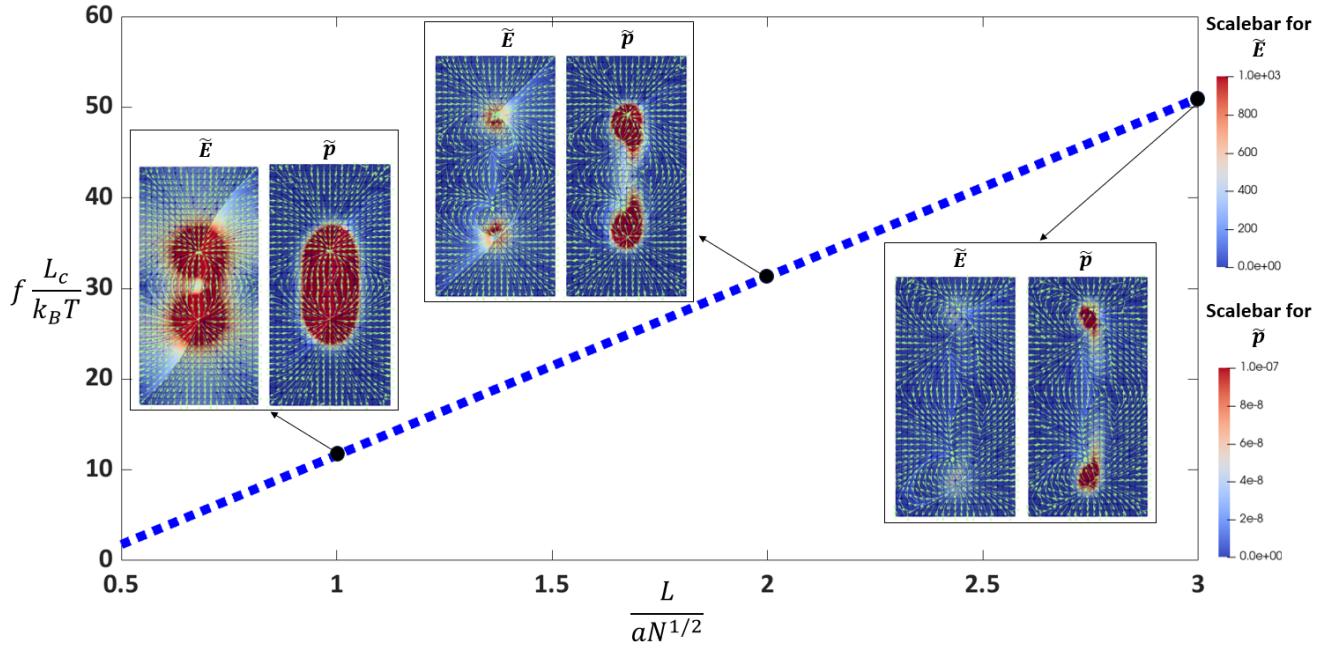 60
50
40
30
20
10
0
f L_c / k_B T
0.5
1
1.5
2
2.5
3
L / aN^{1/2}
Ẽ p̃
Ẽ p̃
Ẽ p̃
Scalebar for
Ẽ
1.0e+03
800
600
400
200
0.0e+00
Scalebar for
p̃
1.0e-07
8e-8
6e-8
4e-8
2e-8
0.0e+00